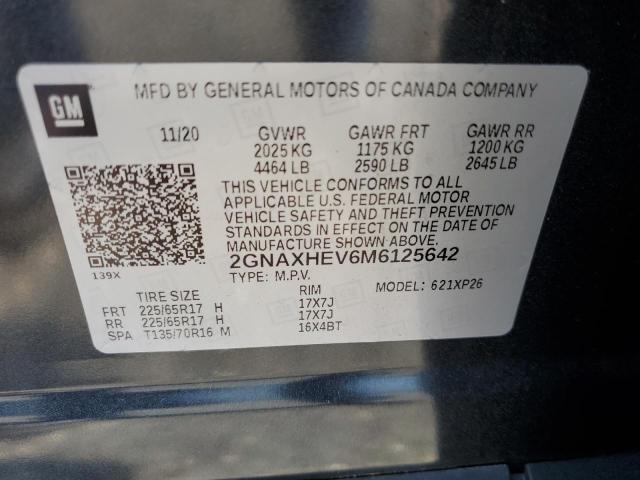 GM
MFD BY GENERAL MOTORS OF CANADA COMPANY
11/20 GVWR GAWR FRT GAWR RR
2025 KG 1175 KG 1200 KG
4464 LB 2590 LB 2645 LB
THIS VEHICLE CONFORMS TO ALL
APPLICABLE U.S. FEDERAL MOTOR
VEHICLE SAFETY AND THEFT PREVENTION
STANDARDS IN EFFECT ON THE DATE OF
MANUFACTURE SHOWN ABOVE.
2GNAXHEV6M6125642
139X
TYPE: M.P.V. MODEL: 621XP26
TIRE SIZE RIM
FRT 225/65R17 H 17X7J
RR 225/65R17 H 17X7J
SPA T135/70R16 M 16X4BT